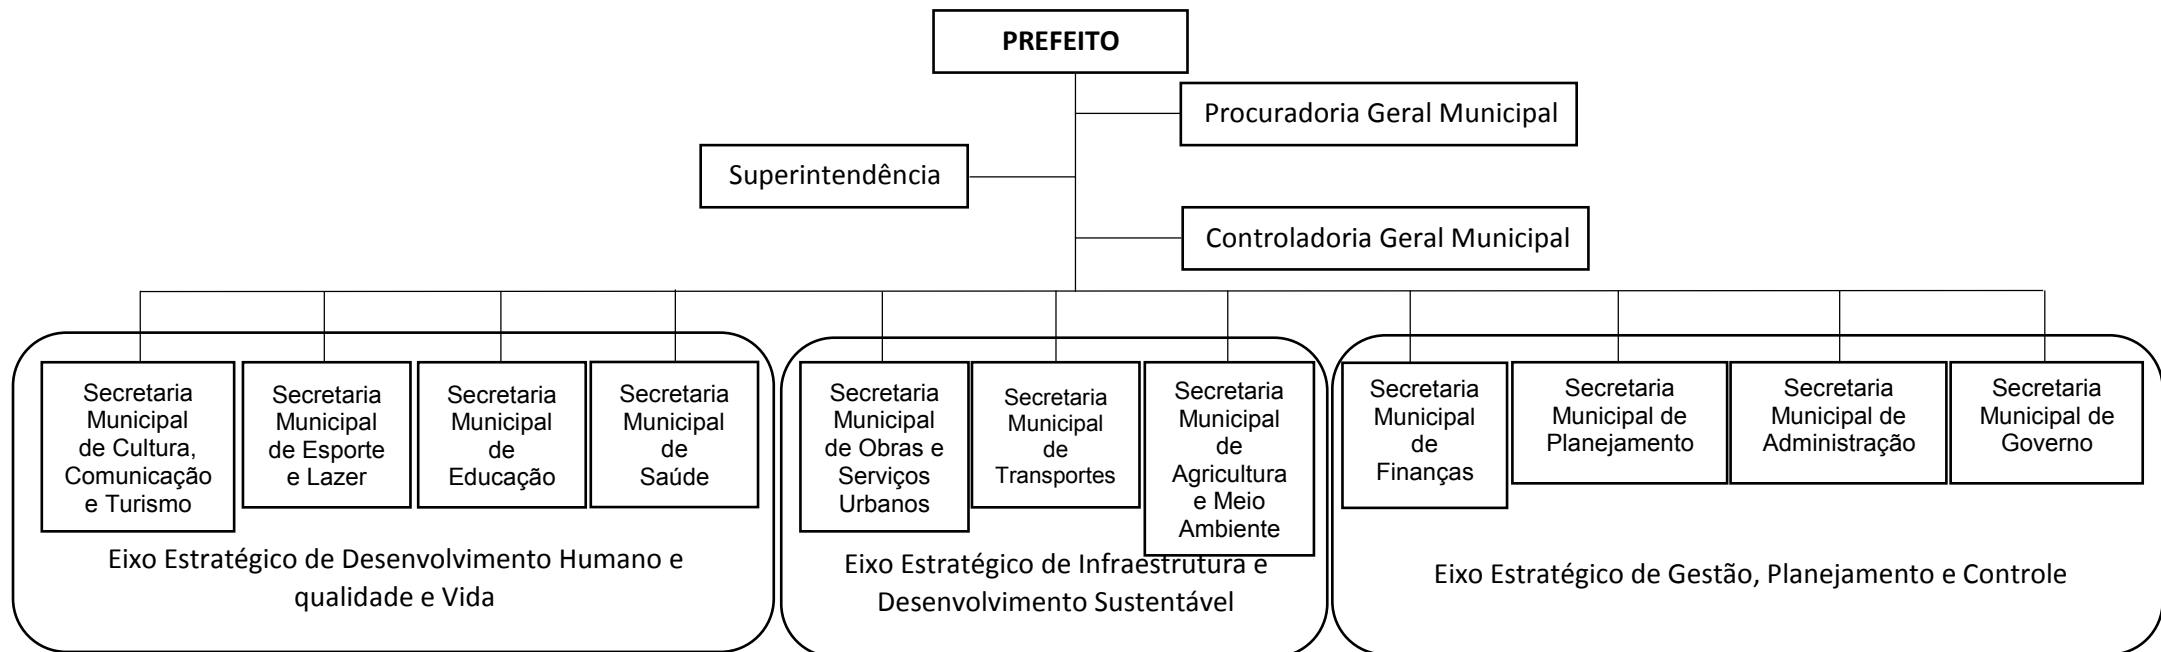 PREFEITO
Procuradoria Geral Municipal
Superintendência
Controladoria Geral Municipal
Secretaria
Municipal
de Cultura,
Comunicação
e Turismo
Secretaria
Municipal
de Esporte
e Lazer
Secretaria
Municipal
de
Educação
Secretaria
Municipal
de
Saúde
Eixo Estratégico de Desenvolvimento Humano e
qualidade e Vida
Secretaria
Municipal
de Obras e
Serviços
Urbanos
Secretaria
Municipal
de
Transportes
Secretaria
Municipal
de
Agricultura
e Meio
Ambiente
Eixo Estratégico de Infraestrutura e
Desenvolvimento Sustentável
Secretaria
Municipal
de
Finanças
Secretaria
Municipal de
Planejamento
Secretaria
Municipal de
Administração
Secretaria
Municipal de
Governo
Eixo Estratégico de Gestão, Planejamento e Controle